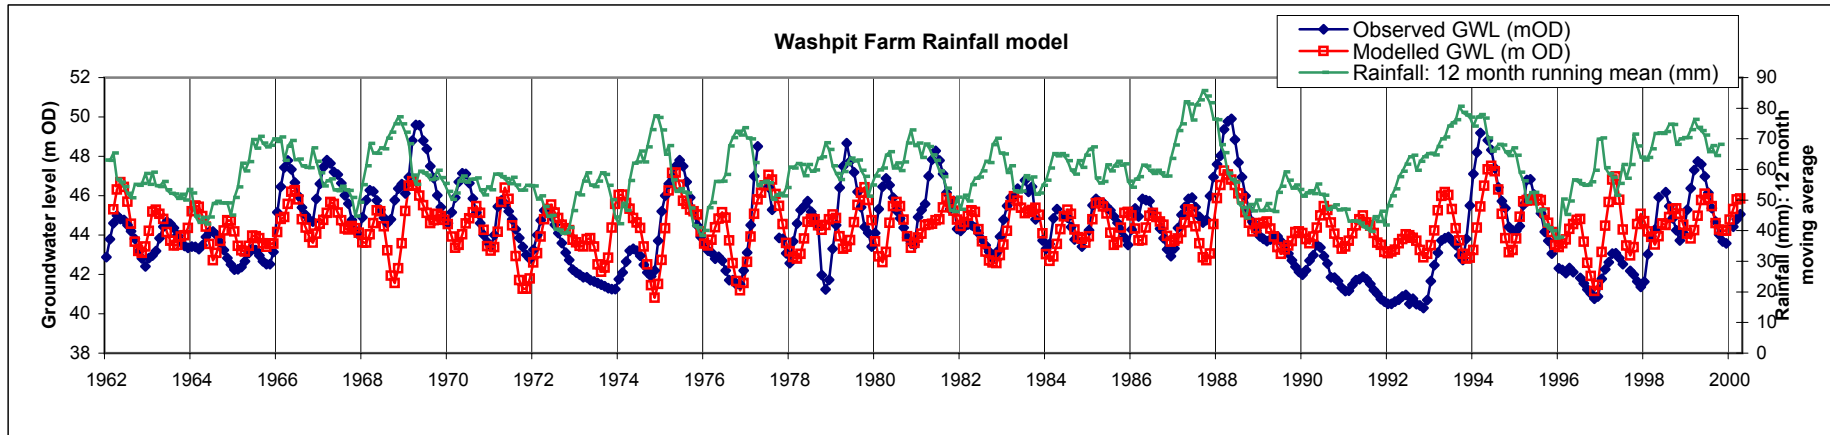 Washpit Farm Rainfall model
Observed GWL (mOD)
Modelled GWL (m OD)
Rainfall: 12 month running mean (mm)
Groundwater level (m OD)
52
50
48
46
44
42
40
38
1962 1964 1966 1968 1970 1972 1974 1976 1978 1980 1982 1984 1986 1988 1990 1992 1994 1996 1998 2000
90
80
70
60
50
40
30
20
10
0
Rainfall (mm): 12 month
moving average